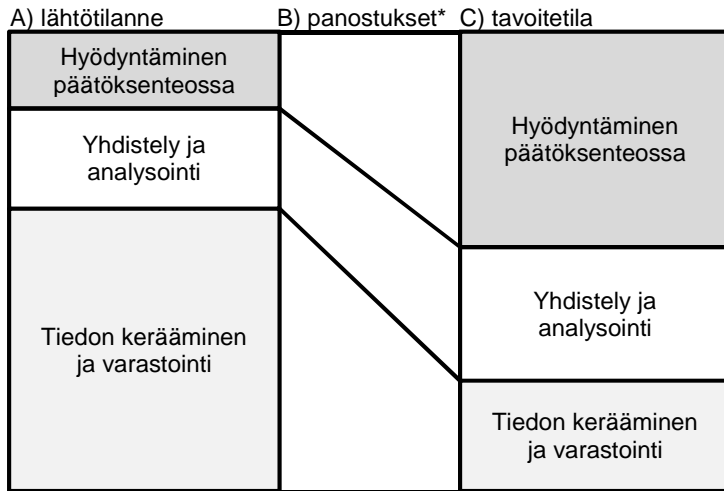 A) lähtötilanne
B) panostukset*
C) tavoitetila
Hyödyntäminen
päätöksenteossa
Yhdistely ja
analysointi
Tiedon kerääminen
ja varastointi
Hyödyntäminen
päätöksenteossa
Yhdistely ja
analysointi
Tiedon kerääminen
ja varastointi